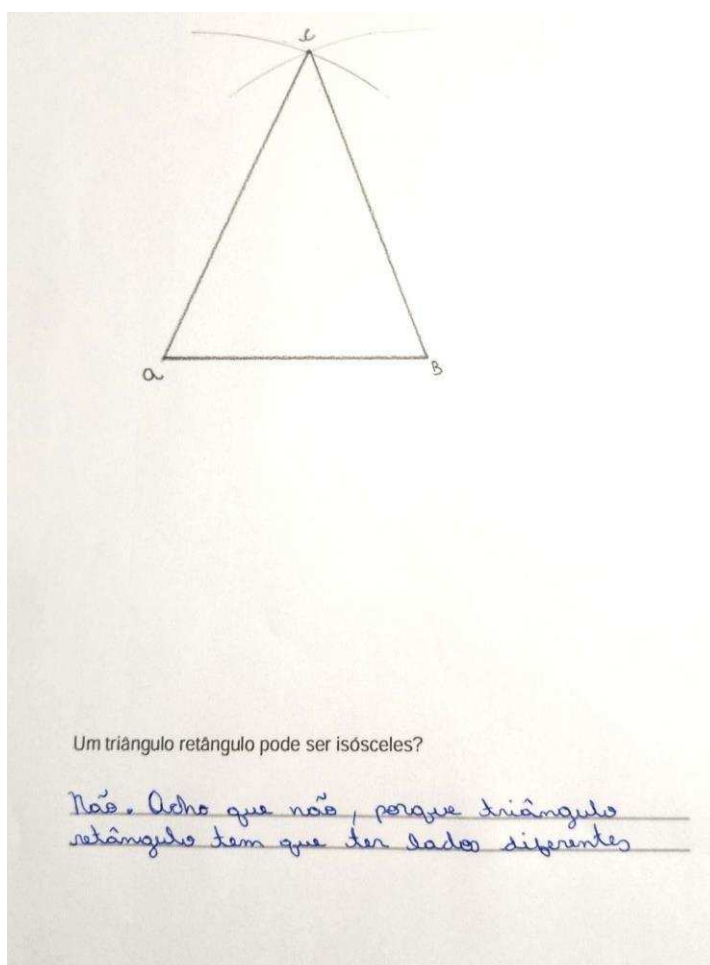 C
a
B
Um triângulo retângulo pode ser isósceles?
Não. Acho que não, porque triângulo
retângulo tem que ter lados diferentes